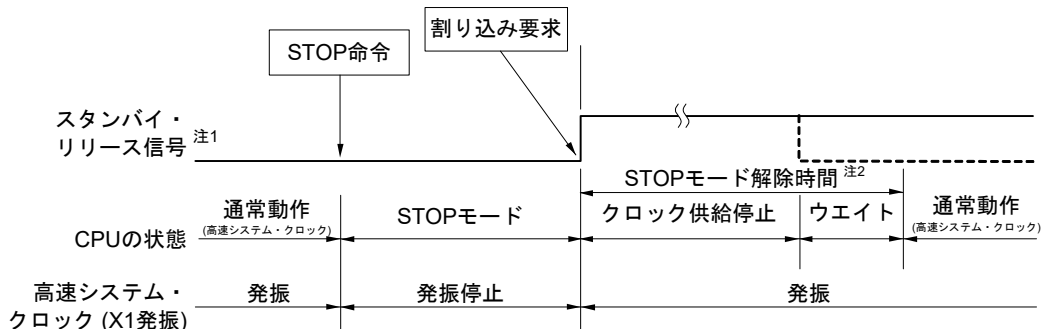 割り込み要求
STOP命令
スタンバイ・
リリース信号 注1
STOPモード解除時間 注2
通常動作
(高速システム・クロック)
STOPモード
クロック供給停止
ウエイト
通常動作
(高速システム・クロック)
CPUの状態
高速システム・
クロック (X1発振)
発振
発振停止
発振